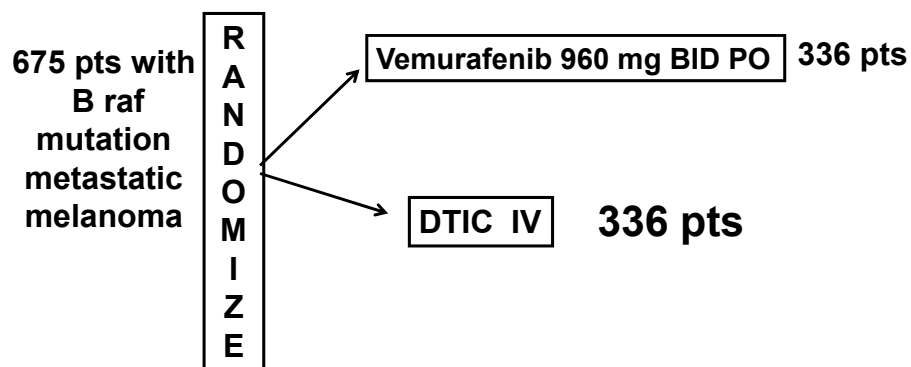 675 pts with
B raf
mutation
metastatic
melanoma
R
A
N
D
O
M
I
Z
E
Vemurafenib 960 mg BID PO
336 pts
DTIC IV
336 pts